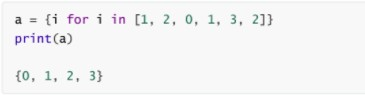 a = {i for i in [1, 2, 0, 1, 3, 2]}
print(a)
{0, 1, 2, 3}